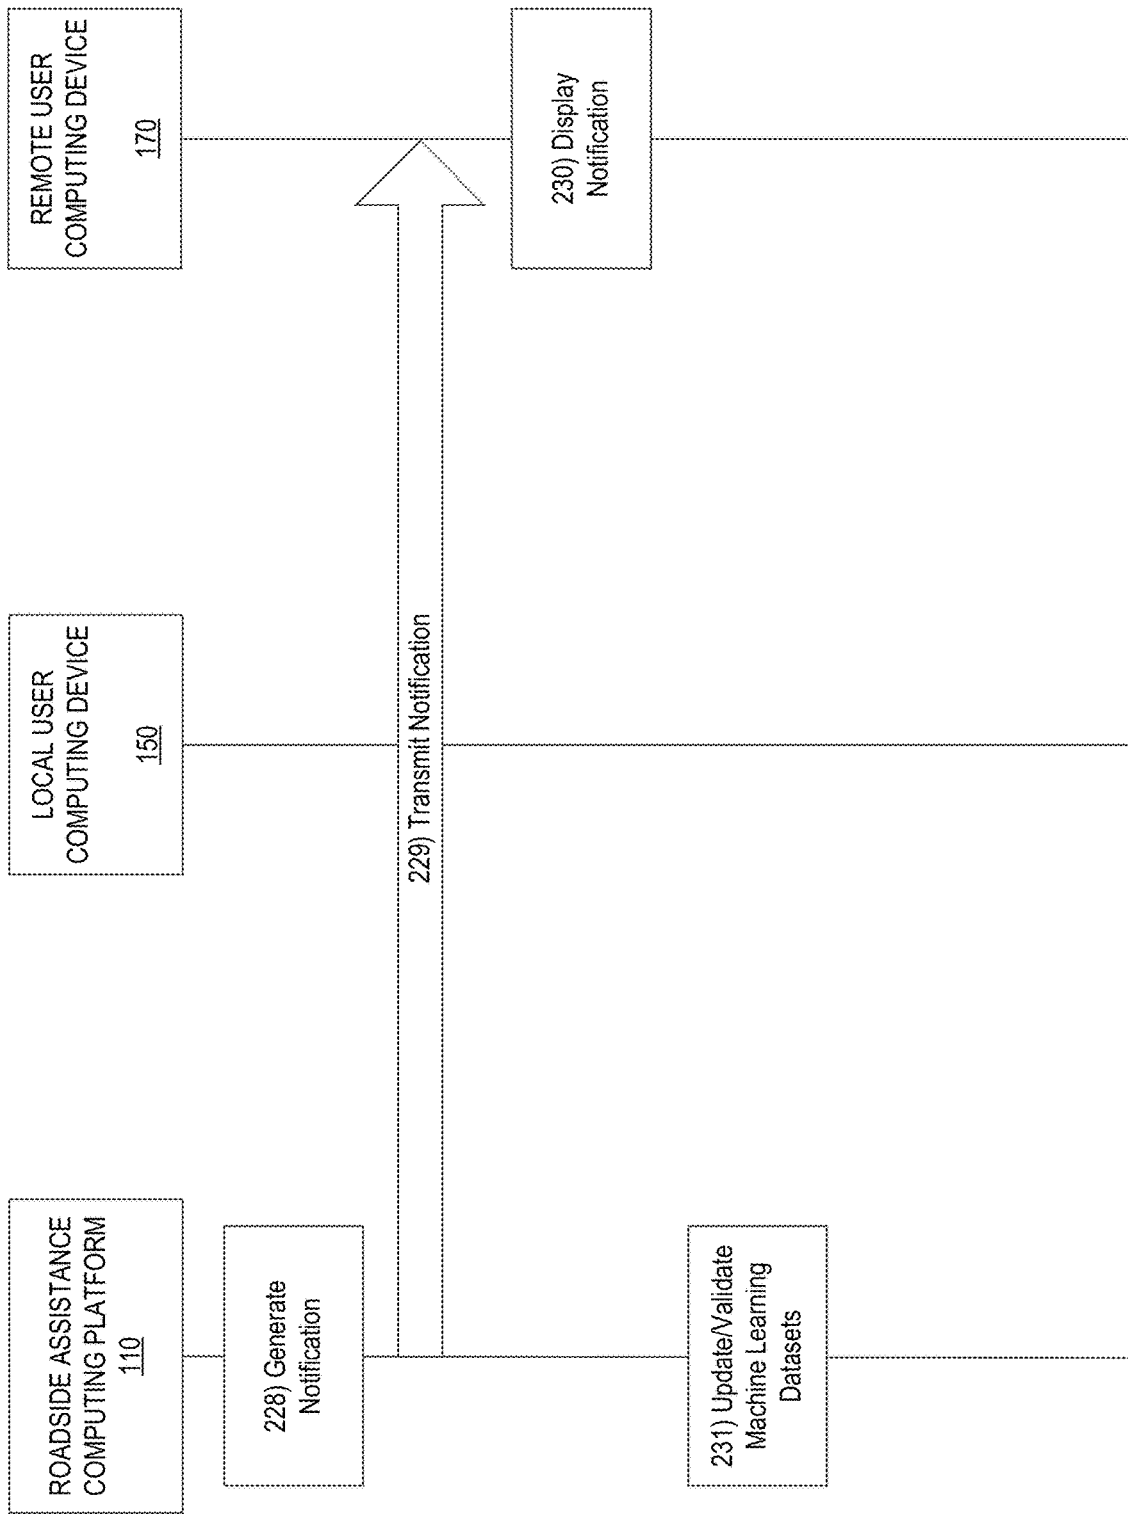 ROADSIDE ASSISTANCE
COMPUTING PLATFORM
110
LOCAL USER
COMPUTING DEVICE
150
REMOTE USER
COMPUTING DEVICE
170
228) Generate
Notification
229) Transmit Notification
230) Display
Notification
231) Update/Validate
Machine Learning
Datasets